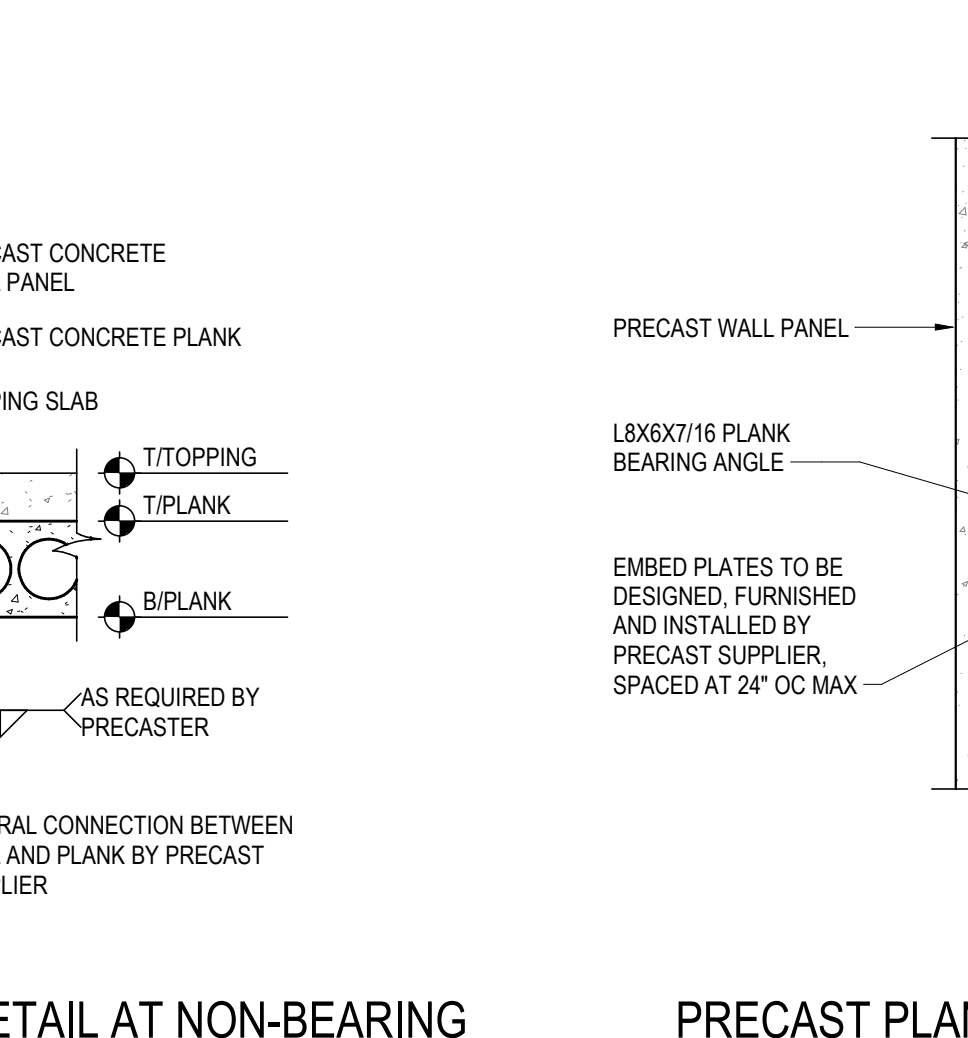 CAST CONCRETE
PANEL
CAST CONCRETE PLANK
PING SLAB
T/TOPPING
T/PLANK
B/PLANK
AS REQUIRED BY
PRECASTER
RAL CONNECTION BETWEEN
AND PLANK BY PRECAST
PLIER
ETAIL AT NON-BEARING
PRECAST WALL PANEL
L8X6X7/16 PLANK
BEARING ANGLE
EMBED PLATES TO BE
DESIGNED, FURNISHED
AND INSTALLED BY
PRECAST SUPPLIER,
SPACED AT 24" OC MAX
PRECAST PLAN